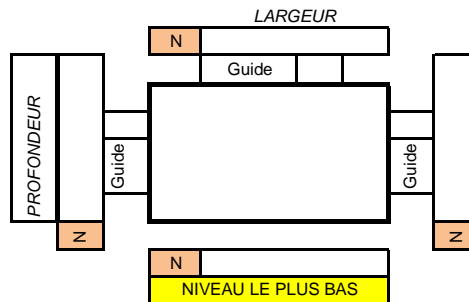 LARGEUR
N
Guide
PROFONDEUR
Guide
Guide
N
N
N
NIVEAU LE PLUS BAS